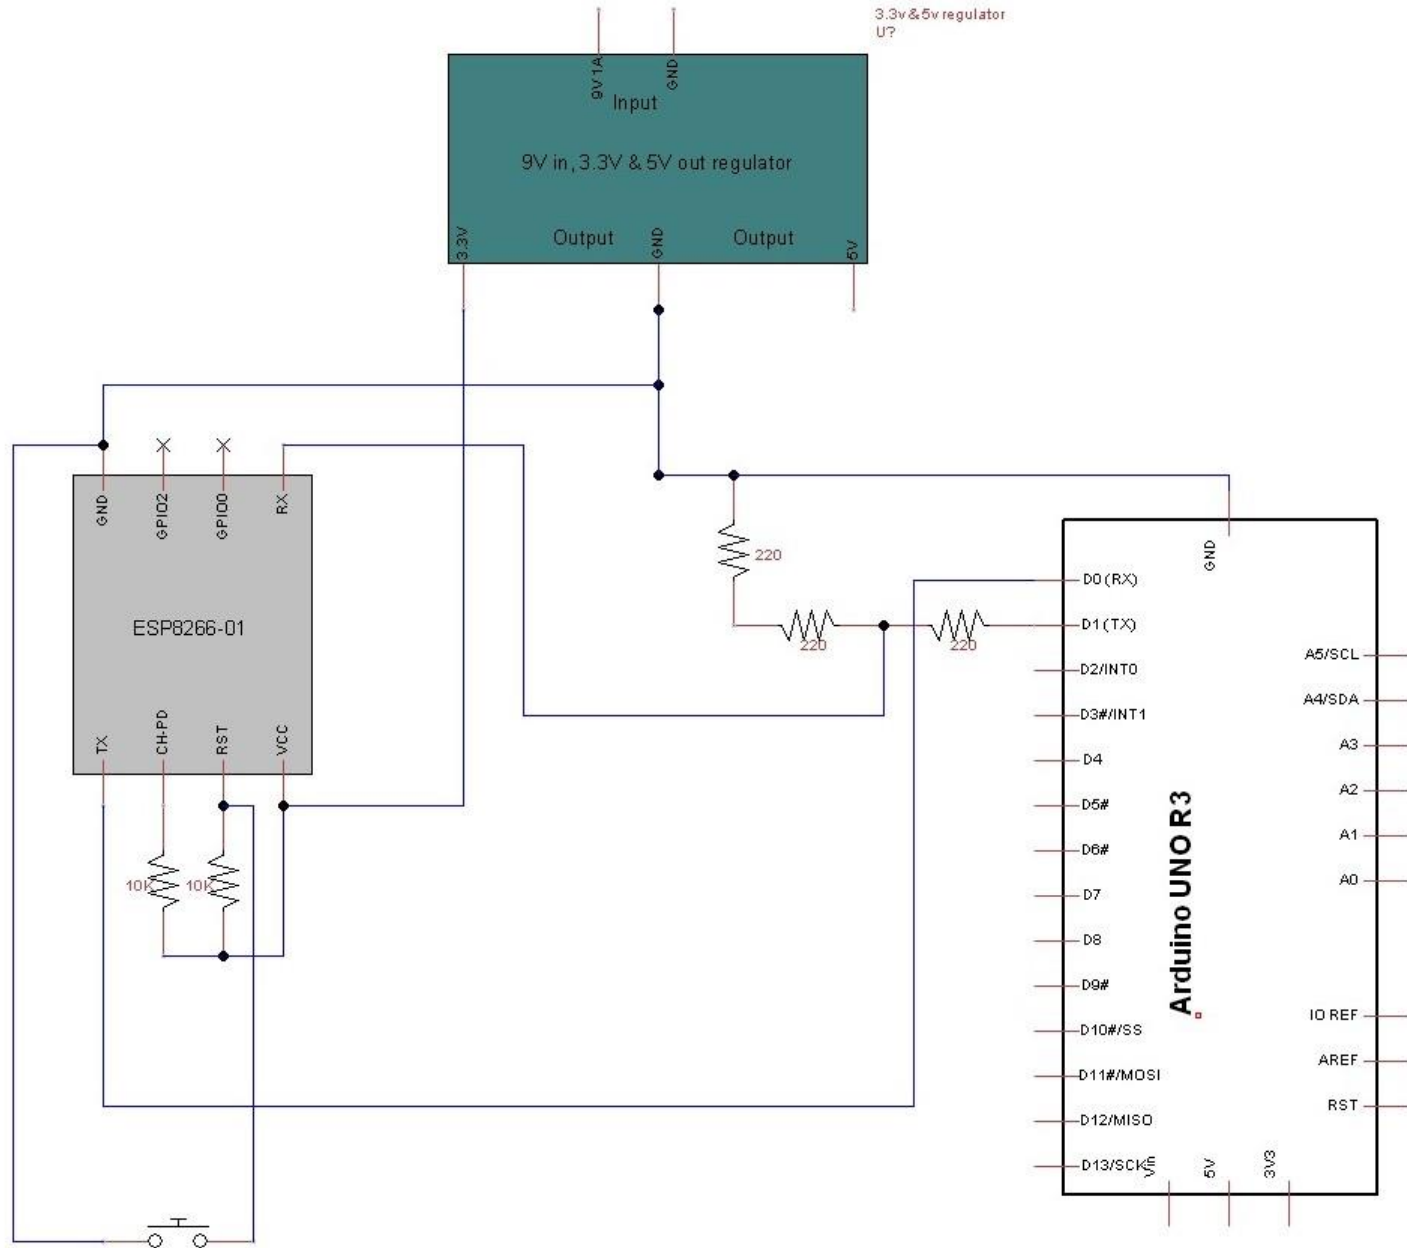 3.3v&5v regulator
U?
9V 1A
GND
Input
9V in, 3.3V & 5V out regulator
3.3V
Output
GND
Output
5V
GND
GPIO2
GPIO0
RX
ESP8266-01
TX
CH-PD
RST
VCC
10K
10K
220
220
220
GND
D0(RX)
D1(TX)
D2/INT0
D3#/INT1
D4
D5#
D6#
D7
D8
D9#
D10#/SS
D11#/MOSI
D12/MISO
D13/SCK
Arduino UNO R3
A5/SCL
A4/SDA
A3
A2
A1
A0
IO REF
AREF
RST
Vin
5V
3V3